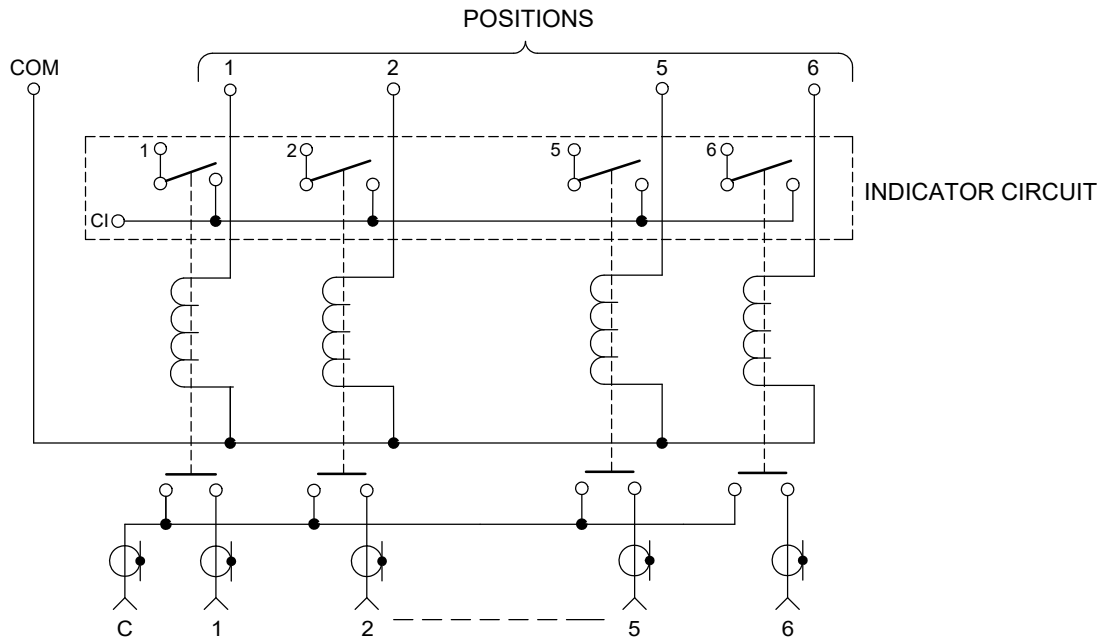 POSITIONS
COM
1 2 5 6
1 2 5 6
INDICATOR CIRCUIT
CI
C 1 2 5 6